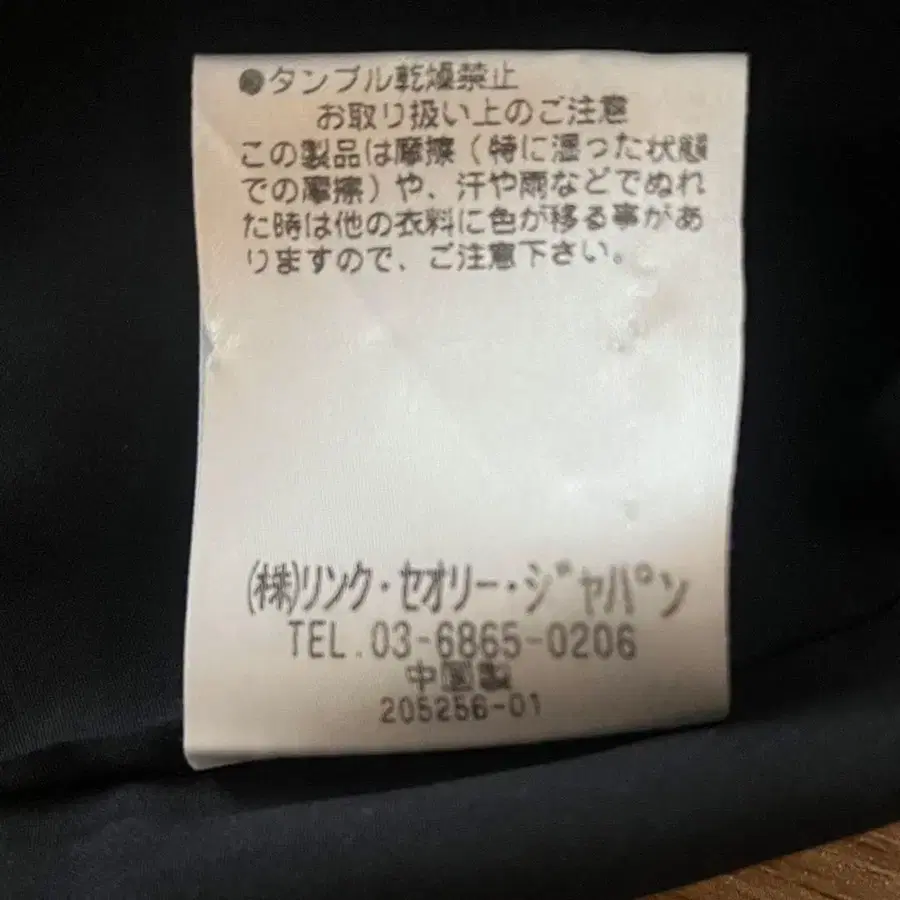 ●タンブル乾燥禁止
お取り扱い上のご注意
この製品は摩擦(特に湿った状態
での摩擦)や、汗や雨などでぬれ
た時は他の衣料に色が移る事があ
りますので、ご注意下さい。
(株)リンク・セオリー・ジャパン
TEL.03-6865-0206
中国製
205256-01